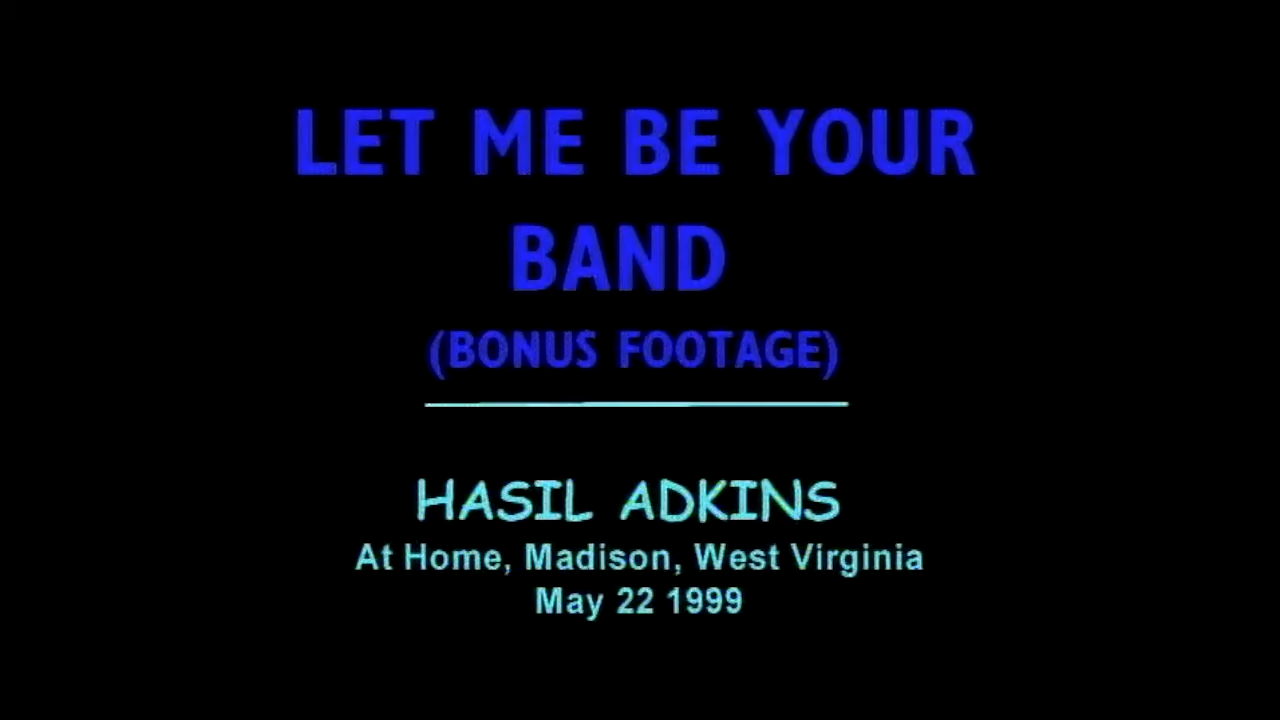 LET ME BE YOUR
BAND
(BONUS FOOTAGE)
HASIL ADKINS
At Home, Madison, West Virginia
May 22 1999